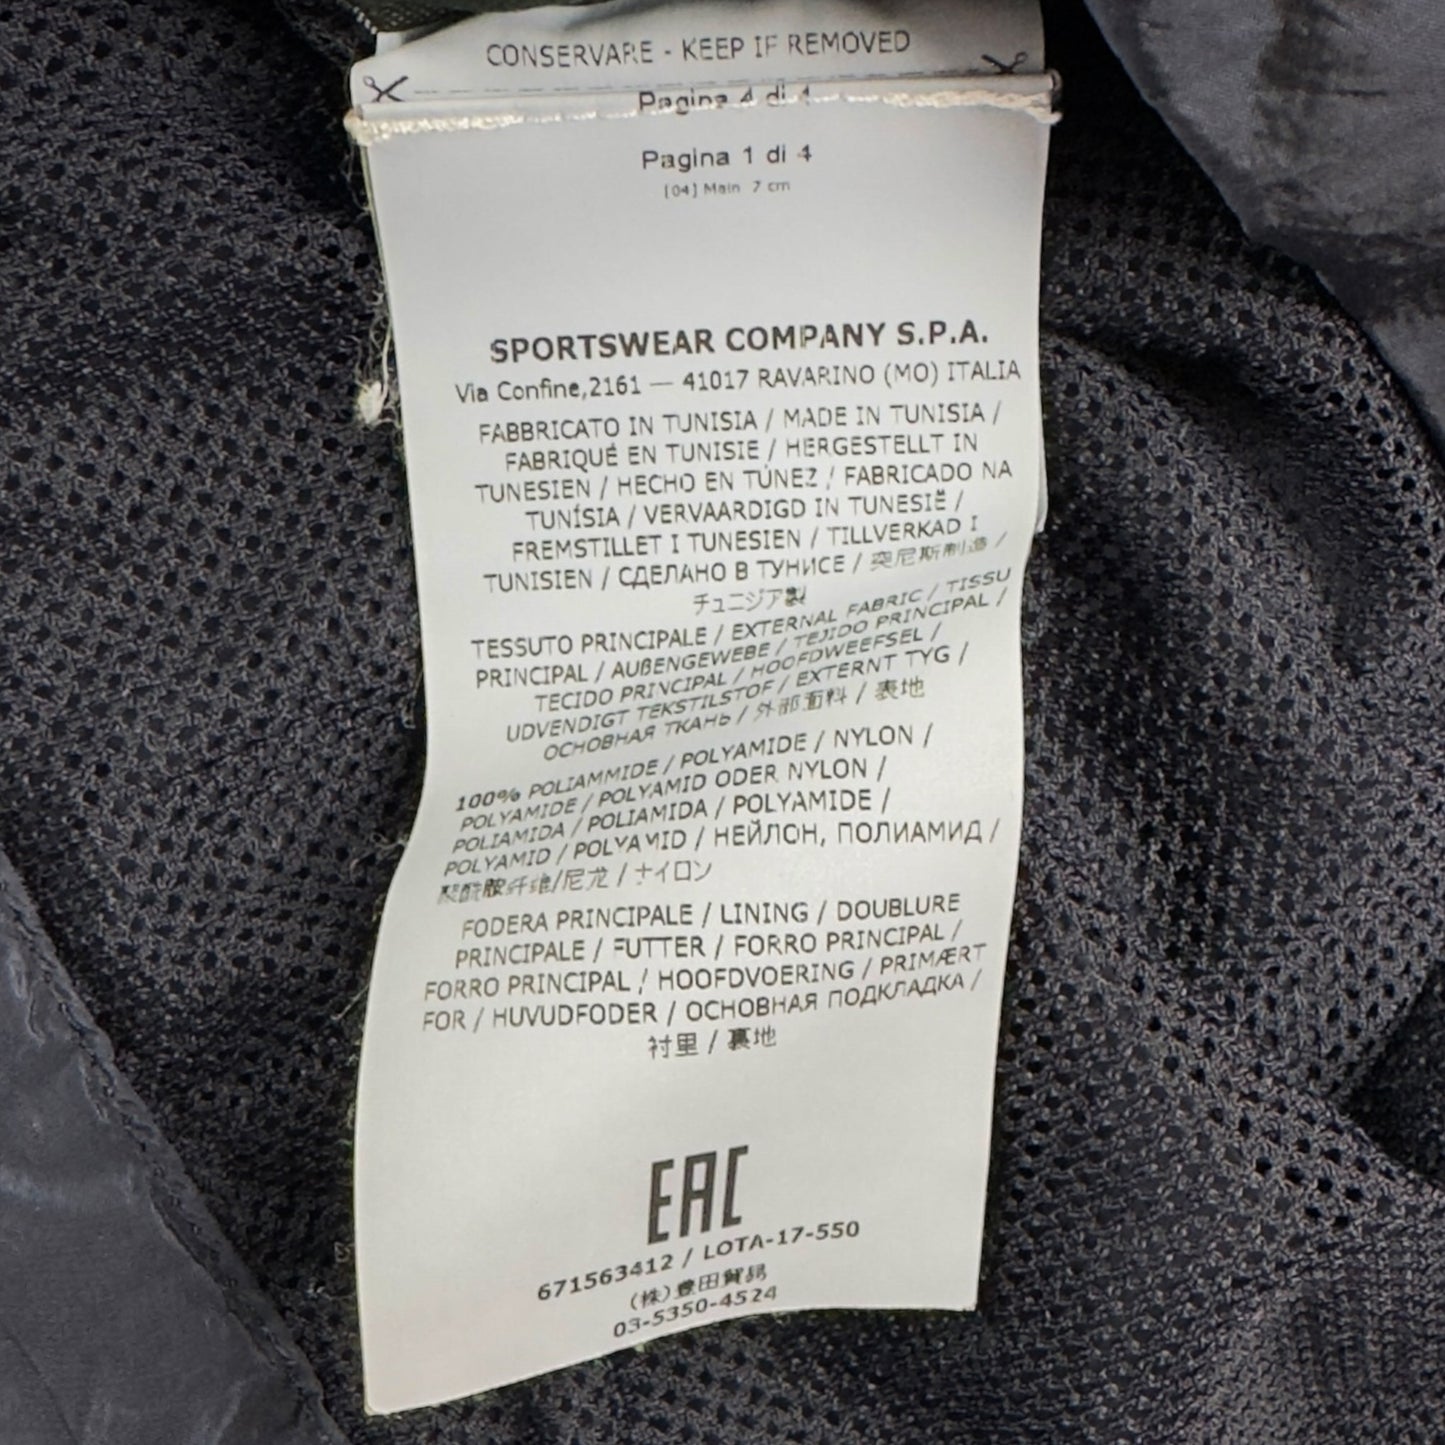 CONSERVARE - KEEP IF REMOVED
Pagina 4 di 4
Pagina 1 di 4
[04] Main 7 cm
SPORTSWEAR COMPANY S.P.A.
Via Confine,2161 — 41017 RAVARINO (MO) ITALIA
FABBRICATO IN TUNISIA / MADE IN TUNISIA /
FABRIQUÉ EN TUNISIE / HERGESTELLT IN
TUNESIEN / HECHO EN TÚNEZ / FABRICADO NA
TUNÍSIA / VERVAARDIGD IN TUNESIË /
FREMSTILLET I TUNESIEN / TILLVERKAD I
TUNISIEN / СДЕЛАНО В ТУНИСЕ / 突尼斯制造 /
チュニジア製
TESSUTO PRINCIPALE / EXTERNAL FABRIC / TISSU
PRINCIPAL / AUßENGEWEBE / TEJIDO PRINCIPAL /
TECIDO PRINCIPAL / HOOFDWEEFSEL /
UDVENDIGT TEKSTILSTOF / EXTERNT TYG /
ОСНОВНАЯ ТКАНЬ / 外部面料 / 表地
100% POLIAMMIDE / POLYAMIDE / NYLON /
POLYAMIDE / POLYAMID ODER NYLON /
POLIAMIDA / POLIAMIDA / POLYAMIDE /
POLYAMID / POLYAMID / НЕЙЛОН, ПОЛИАМИД /
聚酰胺纤维/尼龙 / ナイロン
FODERA PRINCIPALE / LINING / DOUBLURE
PRINCIPALE / FUTTER / FORRO PRINCIPAL /
FORRO PRINCIPAL / HOOFDVOERING / PRIMÆRT
FOR / HUVUDFODER / ОСНОВНАЯ ПОДКЛАДКА /
衬里 / 裏地
EAC
671563412 / LOTA-17-550
(株)豊田貿易
03-5350-4524